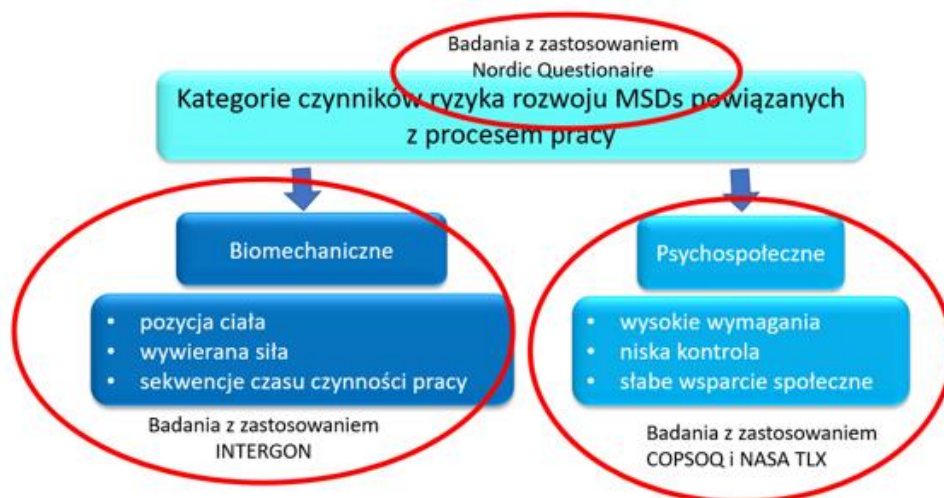 Badania z zastosowaniem
Nordic Questionaire
Kategorie czynników ryzyka rozwoju MSDs powiązanych
z procesem pracy
Biomechaniczne
• pozycja ciała
• wywierana siła
• sekwencje czasu czynności pracy
Badania z zastosowaniem
INTERGON
Psychospołeczne
• wysokie wymagania
• niska kontrola
• słabe wsparcie społeczne
Badania z zastosowaniem
COPSOQ i NASA TLX